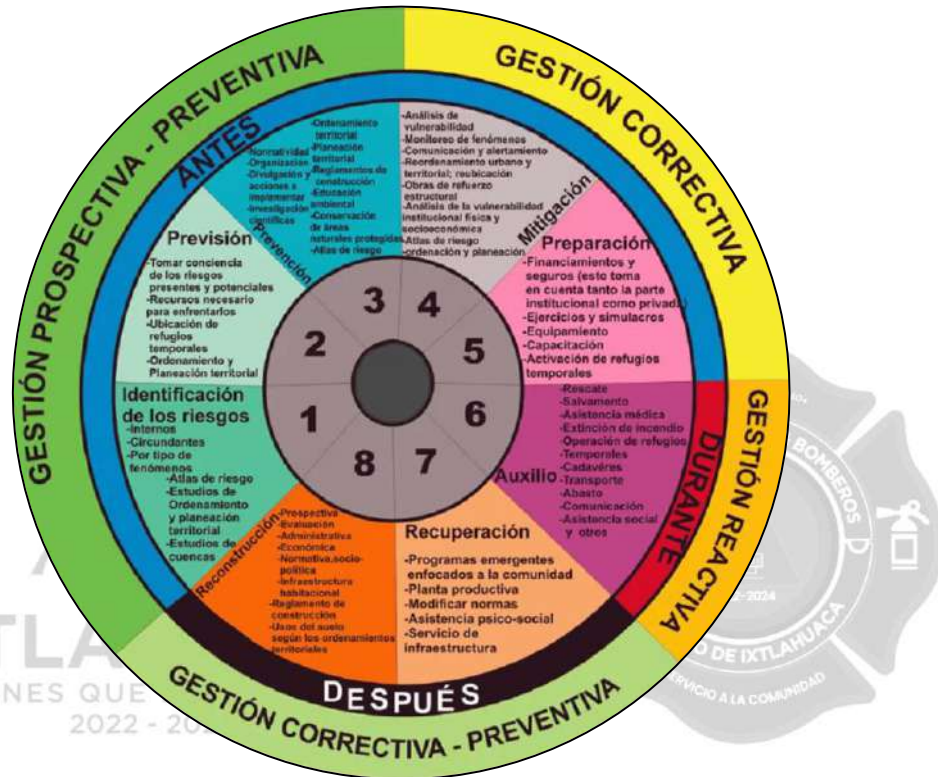 GESTIÓN PROSPECTIVA - PREVENTIVA
GESTIÓN CORRECTIVA
GESTIÓN REACTIVA
GESTIÓN CORRECTIVA - PREVENTIVA
ANTES
DURANTE
DESPUÉS
1
Identificación
de los riesgos
-Internos
-Circundantes
-Por tipo de
fenómenos
-Atlas de riesgo
-Estudios de
Ordenamiento
y planeación
territorial
-Estudios de
cuencas
2
Previsión
-Tomar conciencia
de los riesgos
presentes y potenciales
-Recursos necesario
para enfrentarlos
-Ubicación de
refugios
temporales
-Ordenamiento y
Planeación territorial
3
Prevención
-Normatividad
-Organización
-Divulgación y
acciones a
implementar
-Investigación
científicas
-Ordenamiento
territorial
-Planeación
territorial
-Reglamentos de
construcción
-Educación
ambiental
-Conservación
de áreas
naturales protegidas
-Atlas de riesgo
4
Mitigación
-Análisis de
vulnerabilidad
-Monitoreo de fenómenos
-Comunicación y alertamiento
-Reordenamiento urbano y
territorial; reubicación
-Obras de refuerzo
estructural
-Análisis de la vulnerabilidad
institucional física y
socioeconómica
-Atlas de riesgo
-ordenación y planeación
5
Preparación
-Financiamientos y
seguros (esto toma
en cuenta tanto la parte
institucional como privada)
-Ejercicios y simulacros
-Equipamiento
-Capacitación
-Activación de refugios
temporales
6
Auxilio
-Rescate
-Salvamento
-Asistencia médica
-Extinción de incendio
-Operación de refugios
-Temporales
-Cadavéres
-Transporte
-Abasto
-Comunicación
-Asistencia social
y otros
7
Recuperación
-Programas emergentes
enfocados a la comunidad
-Planta productiva
-Modificar normas
-Asistencia psico-social
-Servicio de
infraestructura
8
Reconstrucción
-Prospectiva
-Evaluación
-Administrativa
-Económica
-Normativa.socio-
política
-Infraestructura
habitacional
-Reglamento de
construcción
-Usos del suelo
según los ordenamientos
territoriales
NES QUE
2022 - 20
BOMBEROS
2-2024
O DE IXTLAHUACA
SERVICIO A LA COMUNIDAD